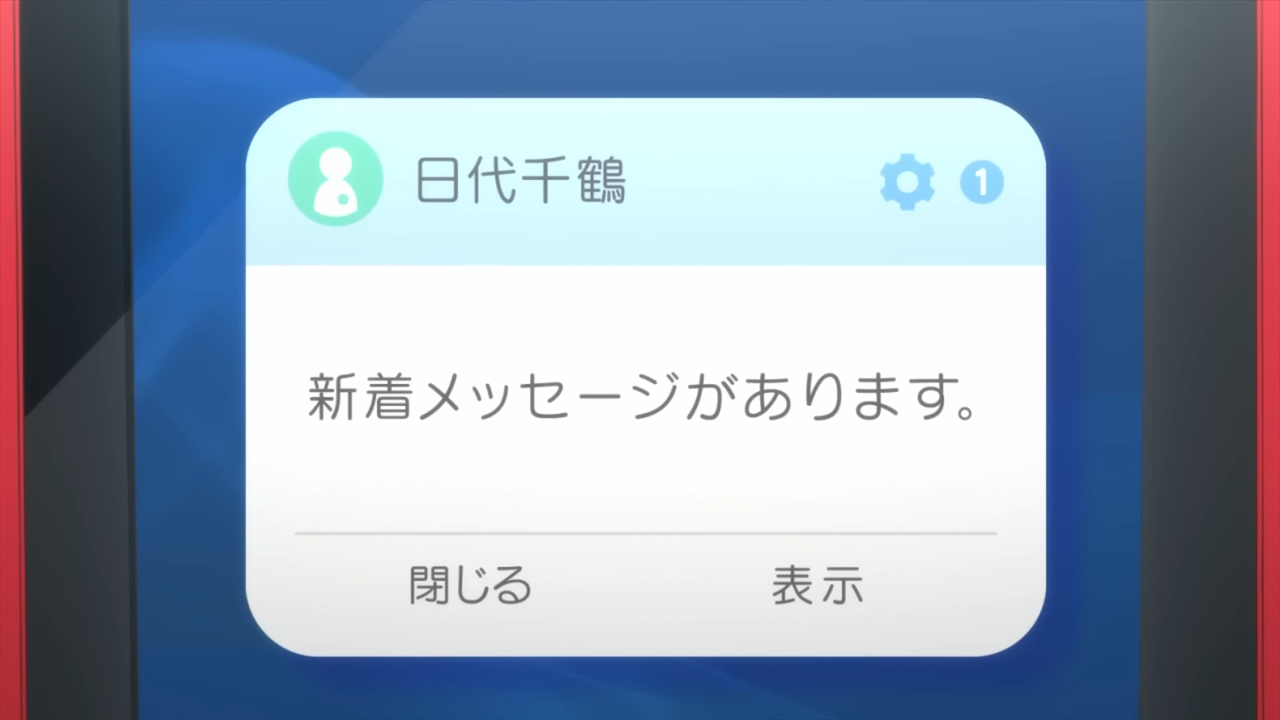 日代千鶴
1
新着メッセージがあります。
閉じる
表示